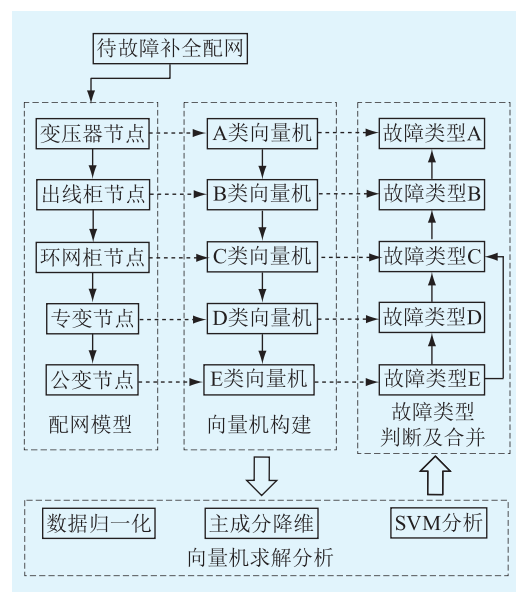 待故障补全配网
变压器节点
出线柜节点
环网柜节点
专变节点
公变节点
配网模型
A类向量机
B类向量机
C类向量机
D类向量机
E类向量机
向量机构建
故障类型A
故障类型B
故障类型C
故障类型D
故障类型E
故障类型
判断及合并
数据归一化
主成分降维
SVM分析
向量机求解分析